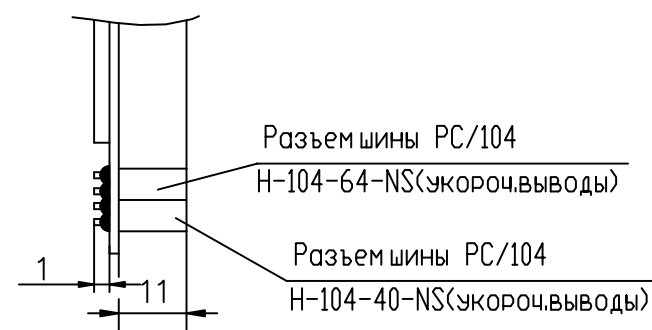 Разъем шины PC/104
H-104-64-NS(укороч.выводы)
Разъем шины PC/104
1
11
H-104-40-NS(укороч.выводы)